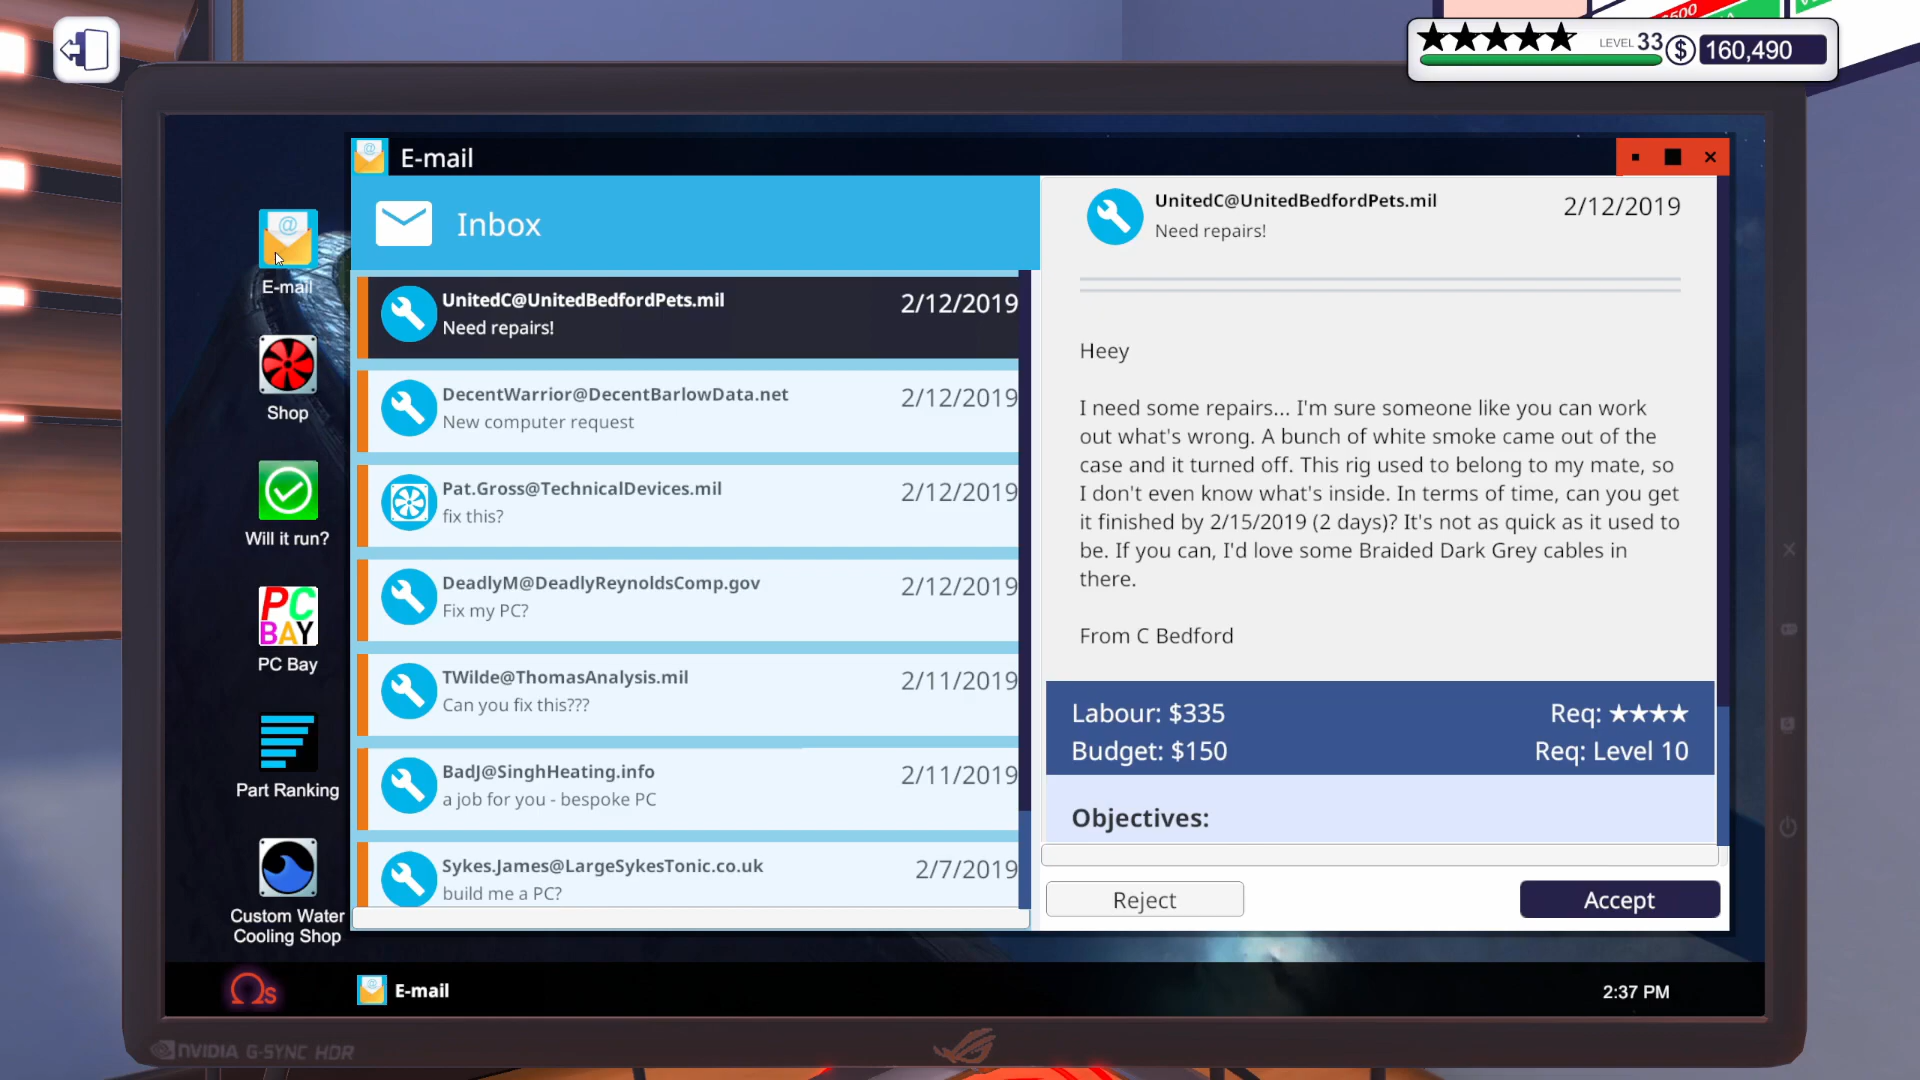 $500
LEVEL 33
$ 160,490
E-mail
Inbox
UnitedC@UnitedBedfordPets.mil
Need repairs!
2/12/2019
DecentWarrior@DecentBarlowData.net
New computer request
2/12/2019
Pat.Gross@TechnicalDevices.mil
fix this?
2/12/2019
DeadlyM@DeadlyReynoldsComp.gov
Fix my PC?
2/12/2019
TWilde@ThomasAnalysis.mil
Can you fix this???
2/11/2019
BadJ@SinghHeating.info
a job for you - bespoke PC
2/11/2019
Sykes.James@LargeSykesTonic.co.uk
build me a PC?
2/7/2019
UnitedC@UnitedBedfordPets.mil
Need repairs!
2/12/2019
Heey
I need some repairs... I'm sure someone like you can work
out what's wrong. A bunch of white smoke came out of the
case and it turned off. This rig used to belong to my mate, so
I don't even know what's inside. In terms of time, can you get
it finished by 2/15/2019 (2 days)? It's not as quick as it used to
be. If you can, I'd love some Braided Dark Grey cables in
there.
From C Bedford
Labour: $335
Req: ★★★★
Budget: $150
Req: Level 10
Objectives:
Reject
Accept
E-mail
Shop
Will it run?
PC
BAY
PC Bay
Part Ranking
Custom Water
Cooling Shop
Ωs
E-mail
2:37 PM
NVIDIA G-SYNC HDR